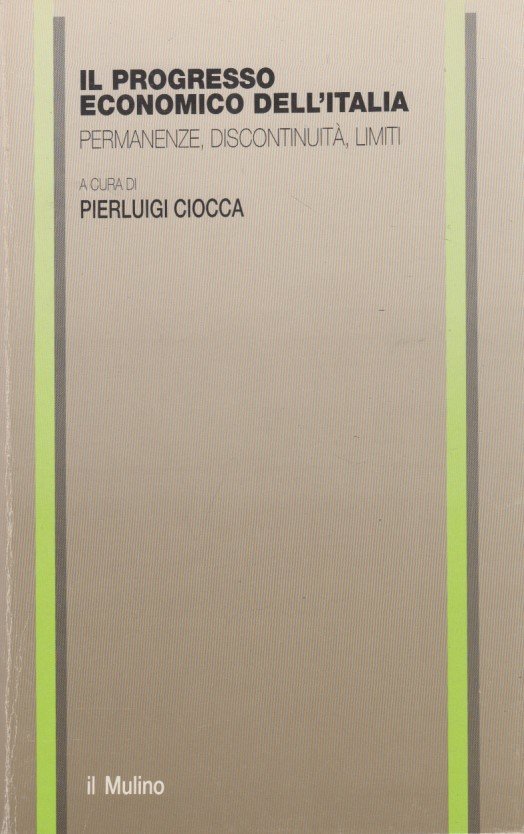 IL PROGRESSO
ECONOMICO DELL'ITALIA
PERMANENZE, DISCONTINUITÀ, LIMITI
A CURA DI
PIERLUIGI CIOCCA
il Mulino